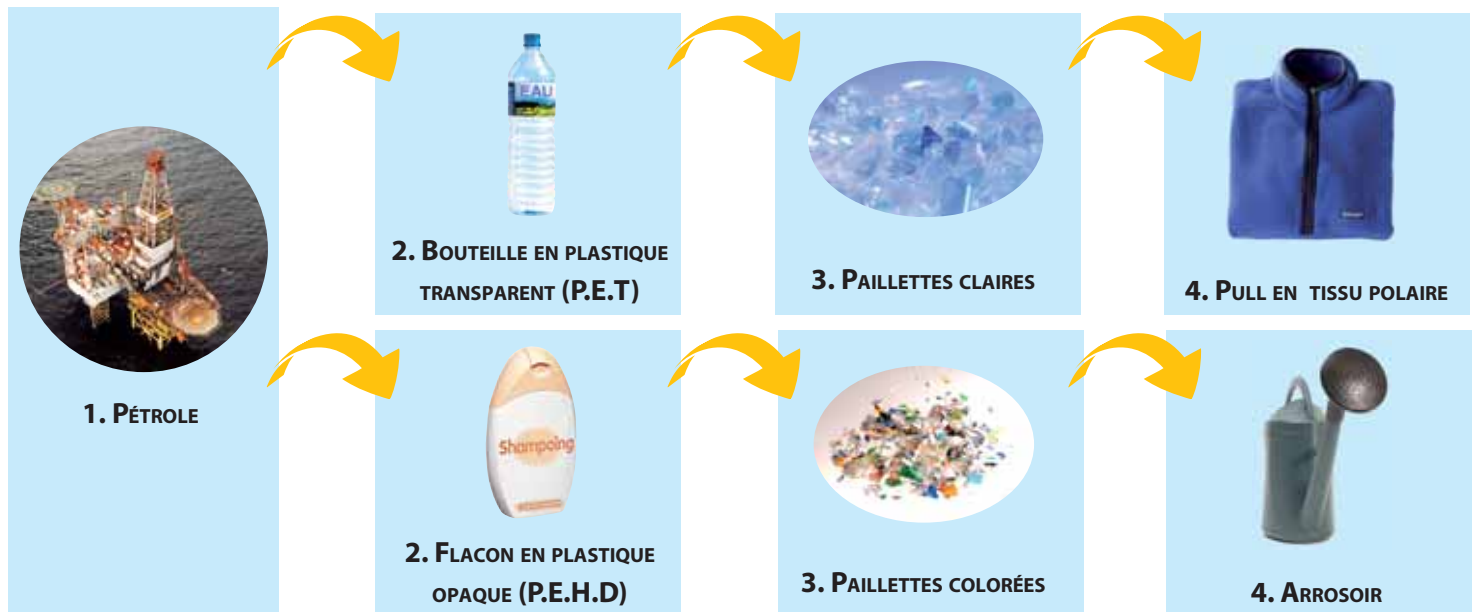 1. PÉTROLE
EAU
2. BOUTEILLE EN PLASTIQUE
TRANSPARENT (P.E.T)
3. PAILLETTES CLAIRES
4. PULL EN TISSU POLAIRE
Shampoing
2. FLACON EN PLASTIQUE
OPAQUE (P.E.H.D)
3. PAILLETTES COLORÉES
4. ARROSOIR